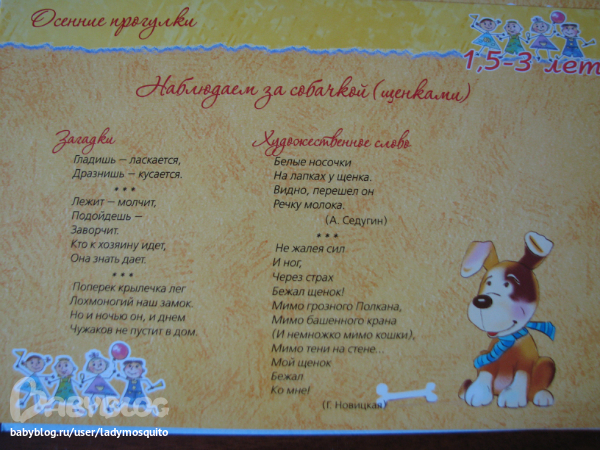 Осенние прогулки
1,5-3 лет
Наблюдаем за собачкой (щенками)
Загадки
Гладишь — ласкается,
Дразнишь — кусается.
* * *
Лежит — молчит,
Подойдешь —
Заворчит.
Кто к хозяину идет,
Она знать дает.
* * *
Поперек крылечка лег
Лохмоногий наш замок.
Но и ночью он, и днем
Чужаков не пустит в дом.
Художественное слово
Белые носочки
На лапках у щенка.
Видно, перешел он
Речку молока.
(А. Седугин)
* * *
Не жалея сил
И ног,
Через страх
Бежал щенок!
Мимо грозного Полкана,
Мимо башенного крана
(И немножко мимо кошки),
Мимо тени на стене...
Мой щенок
Бежал
Ко мне!
(Г. Новицкая)
BABYBLOG
babyblog.ru/user/ladymosquito